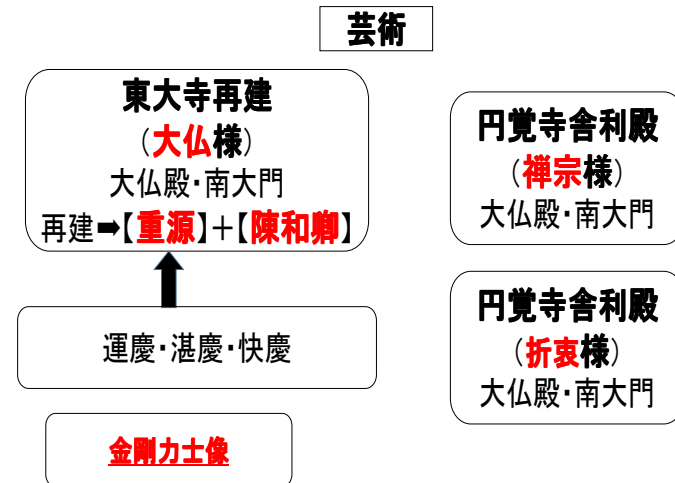 芸術
東大寺再建
(大仏様)
大仏殿･南大門
再建➡【重源】+【陳和卿】
運慶･湛慶･快慶
金剛力士像
円覚寺舎利殿
(禅宗様)
大仏殿･南大門
円覚寺舎利殿
(折衷様)
大仏殿･南大門